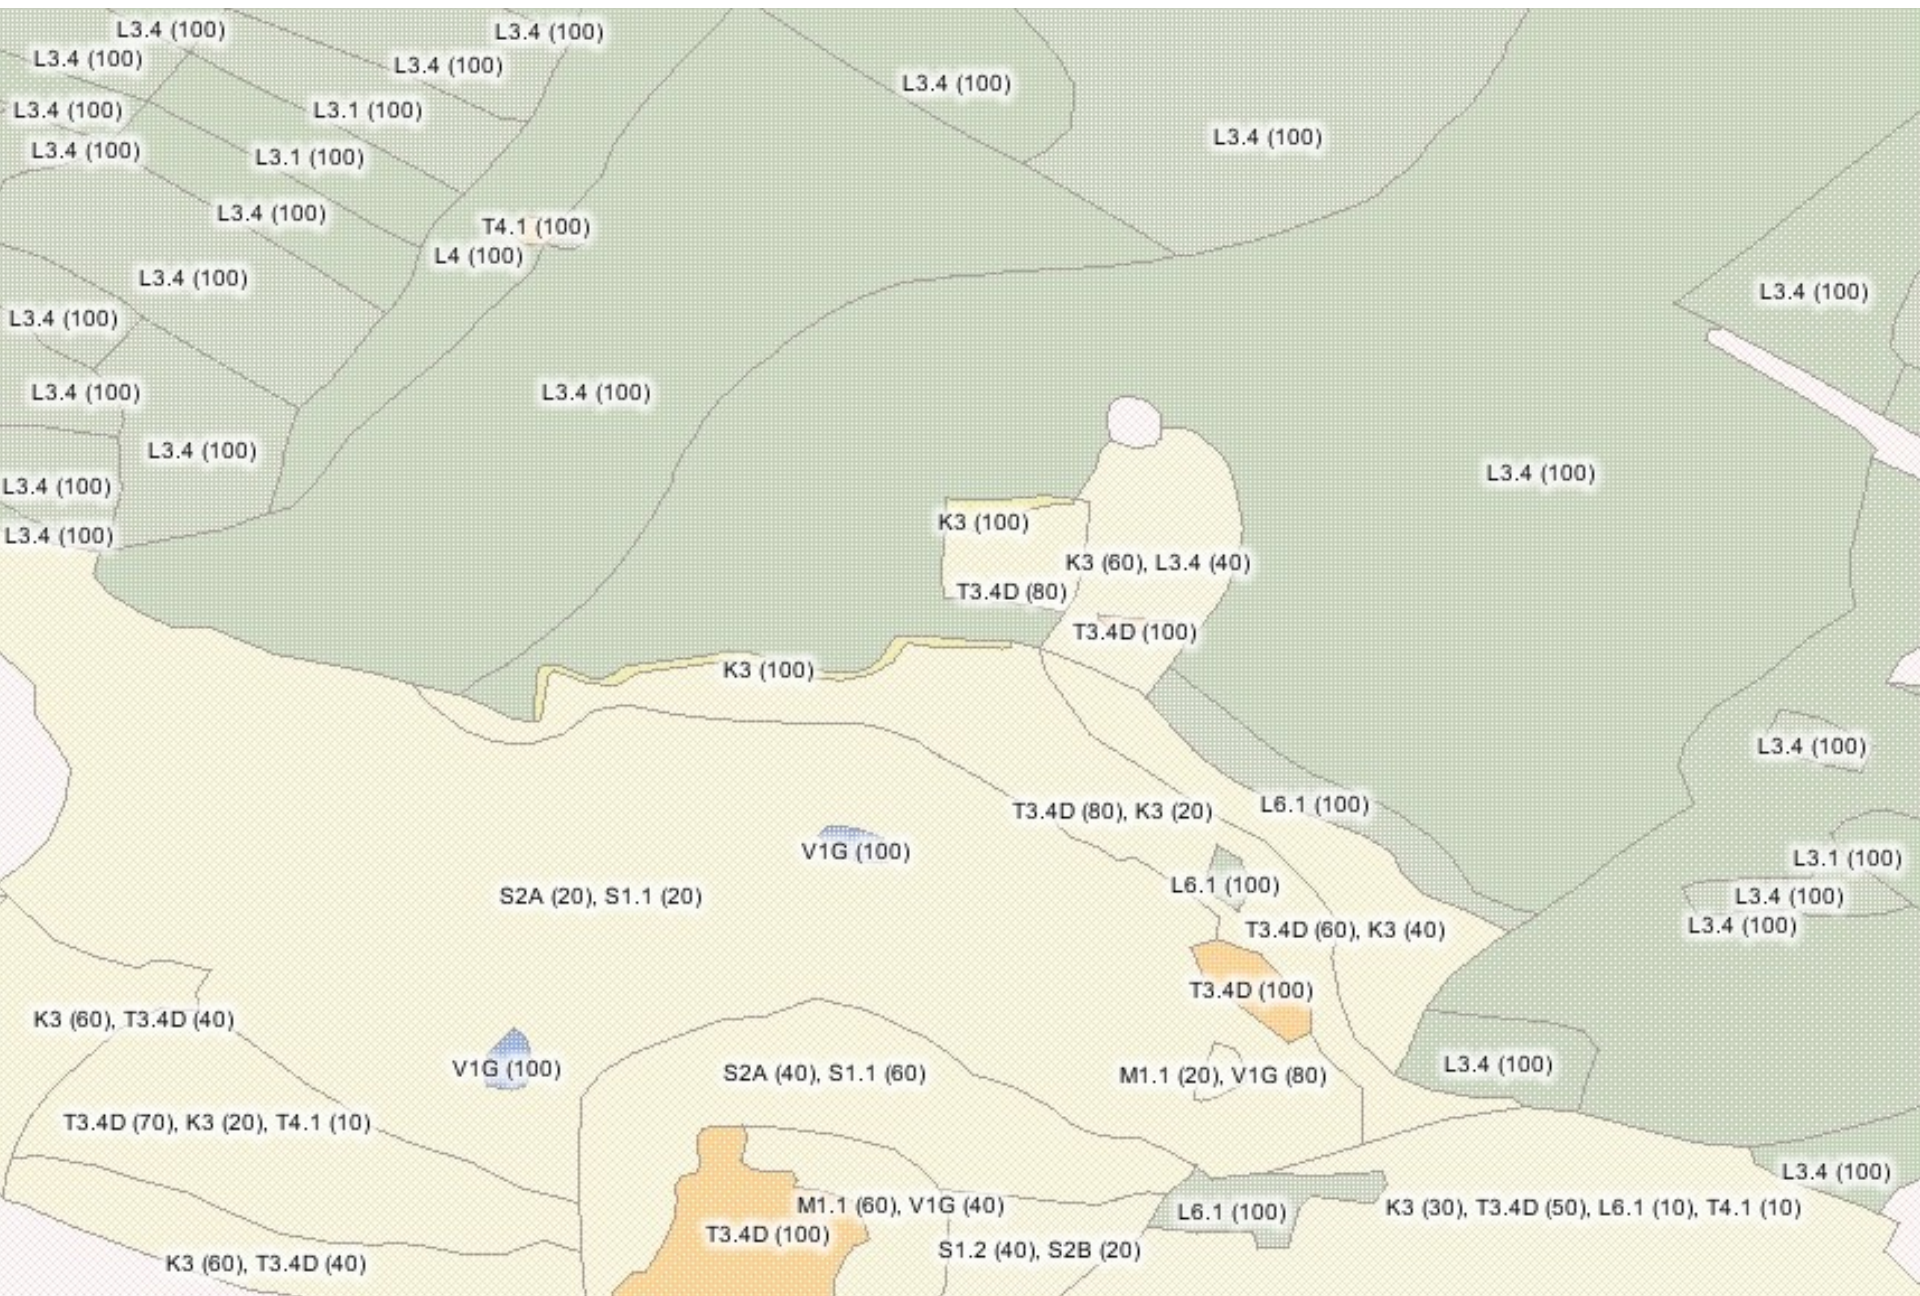 L3.4 (100)
L3.4 (100)
L3.4 (100)
L3.4 (100)
L3.4 (100)
L3.4 (100)
L3.1 (100)
L3.4 (100)
L3.4 (100)
L3.1 (100)
L3.4 (100)
T4.1 (100)
L4 (100)
L3.4 (100)
L3.4 (100)
L3.4 (100)
L3.4 (100)
L3.4 (100)
L3.4 (100)
L3.4 (100)
L3.4 (100)
L3.4 (100)
K3 (100)
L3.4 (100)
K3 (60), L3.4 (40)
T3.4D (80)
T3.4D (100)
K3 (100)
L3.4 (100)
L6.1 (100)
T3.4D (80), K3 (20)
V1G (100)
L3.1 (100)
L6.1 (100)
S2A (20), S1.1 (20)
L3.4 (100)
L3.4 (100)
T3.4D (60), K3 (40)
T3.4D (100)
K3 (60), T3.4D (40)
L3.4 (100)
V1G (100)
S2A (40), S1.1 (60)
M1.1 (20), V1G (80)
T3.4D (70), K3 (20), T4.1 (10)
L3.4 (100)
M1.1 (60), V1G (40)
L6.1 (100)
K3 (30), T3.4D (50), L6.1 (10), T4.1 (10)
T3.4D (100)
S1.2 (40), S2B (20)
K3 (60), T3.4D (40)